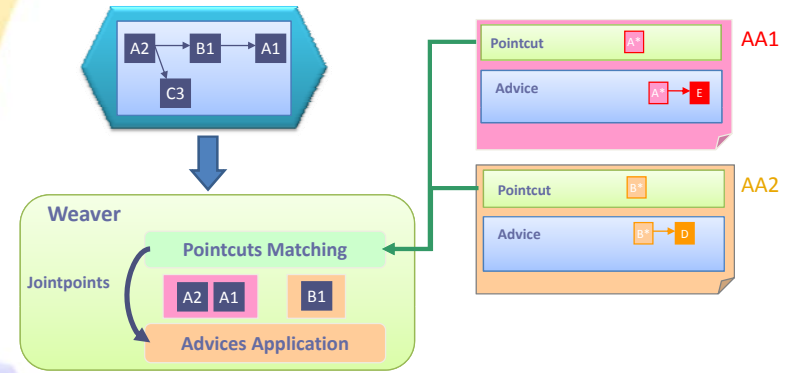 A2 B1 A1
C3
Pointcut A* AA1
Advice
A* E
Pointcut B* AA2
Advice B* D
Weaver
Pointcuts Matching
Jointpoints
A2 A1 B1
Advices Application